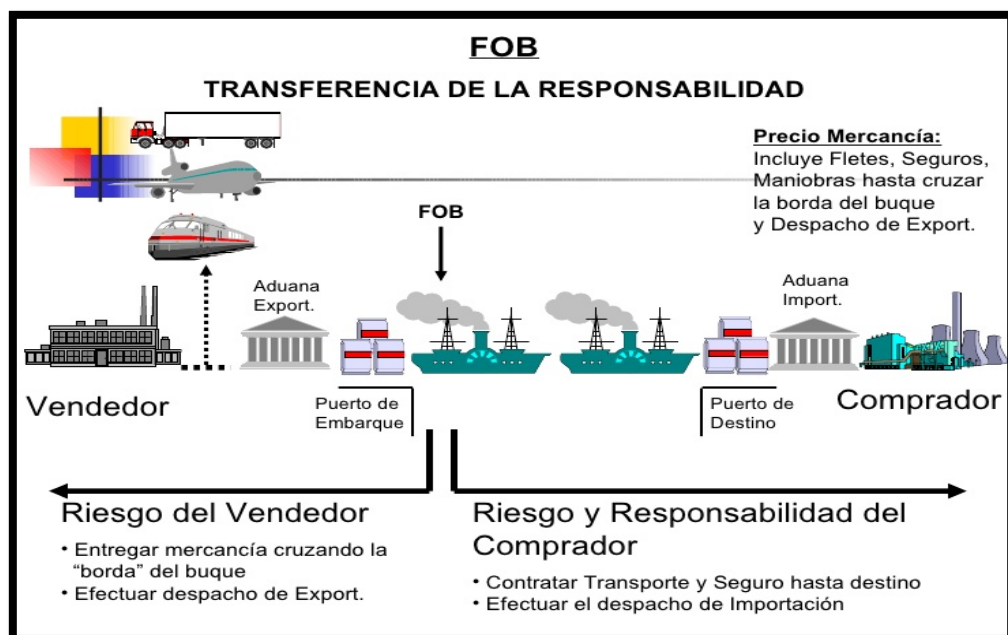 FOB
TRANSFERENCIA DE LA RESPONSABILIDAD
Precio Mercancía:
Incluye Fletes, Seguros,
Maniobras hasta cruzar
la borda del buque
y Despacho de Export.
FOB
Aduana
Export.
Aduana
Import.
Vendedor
Puerto de
Embarque
Puerto de
Destino
Comprador
Riesgo del Vendedor
• Entregar mercancía cruzando la
“borda” del buque
• Efectuar despacho de Export.
Riesgo y Responsabilidad del
Comprador
• Contratar Transporte y Seguro hasta destino
• Efectuar el despacho de Importación